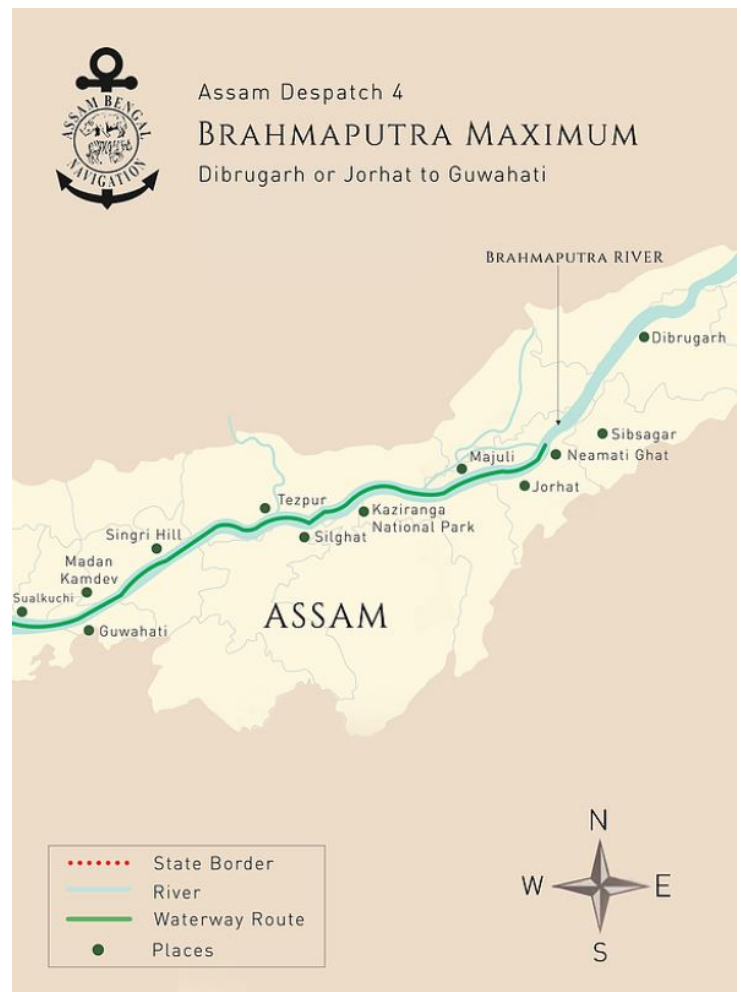 ASSAM BENGAL
NAVIGATION
Assam Despatch 4
BRAHMAPUTRA MAXIMUM
Dibrugarh or Jorhat to Guwahati
BRAHMAPUTRA RIVER
Dibrugarh
Sibsagar
Neamati Ghat
Majuli
Jorhat
Tezpur
Kaziranga
National Park
Silghat
Singri Hill
Madan
Kamdev
Sualkuchi
Guwahati
ASSAM
N
W
E
S
State Border
River
Waterway Route
Places